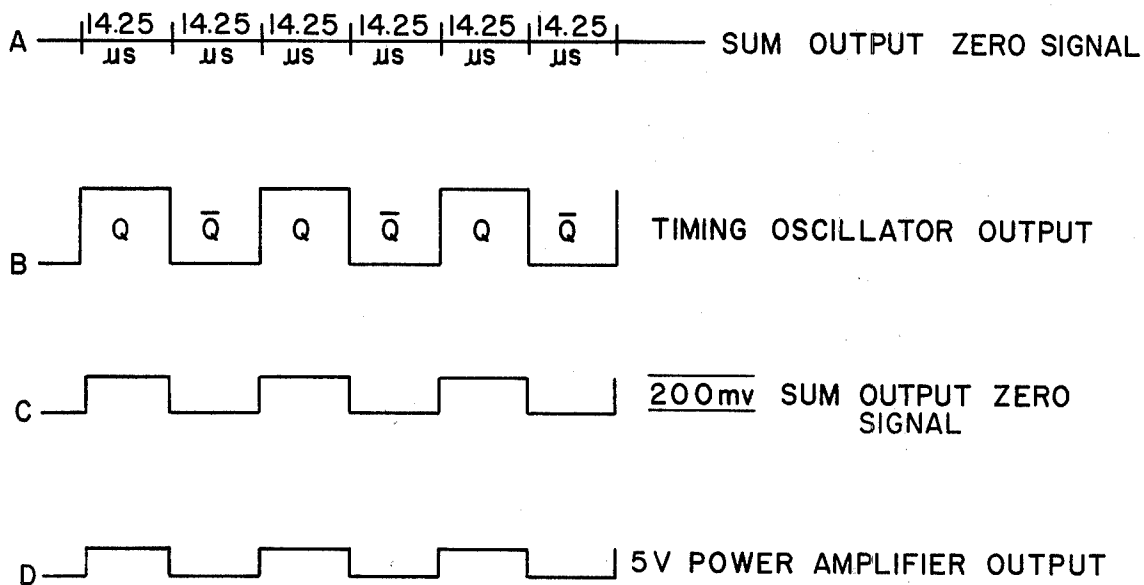 14.25 14.25 14.25 14.25 14.25 14.25
A SUM OUTPUT ZERO SIGNAL
μs μs μs μs μs μs
Q Q̅ Q Q̅ Q Q̅ TIMING OSCILLATOR OUTPUT
B
200mv SUM OUTPUT ZERO
C SIGNAL
D 5V POWER AMPLIFIER OUTPUT